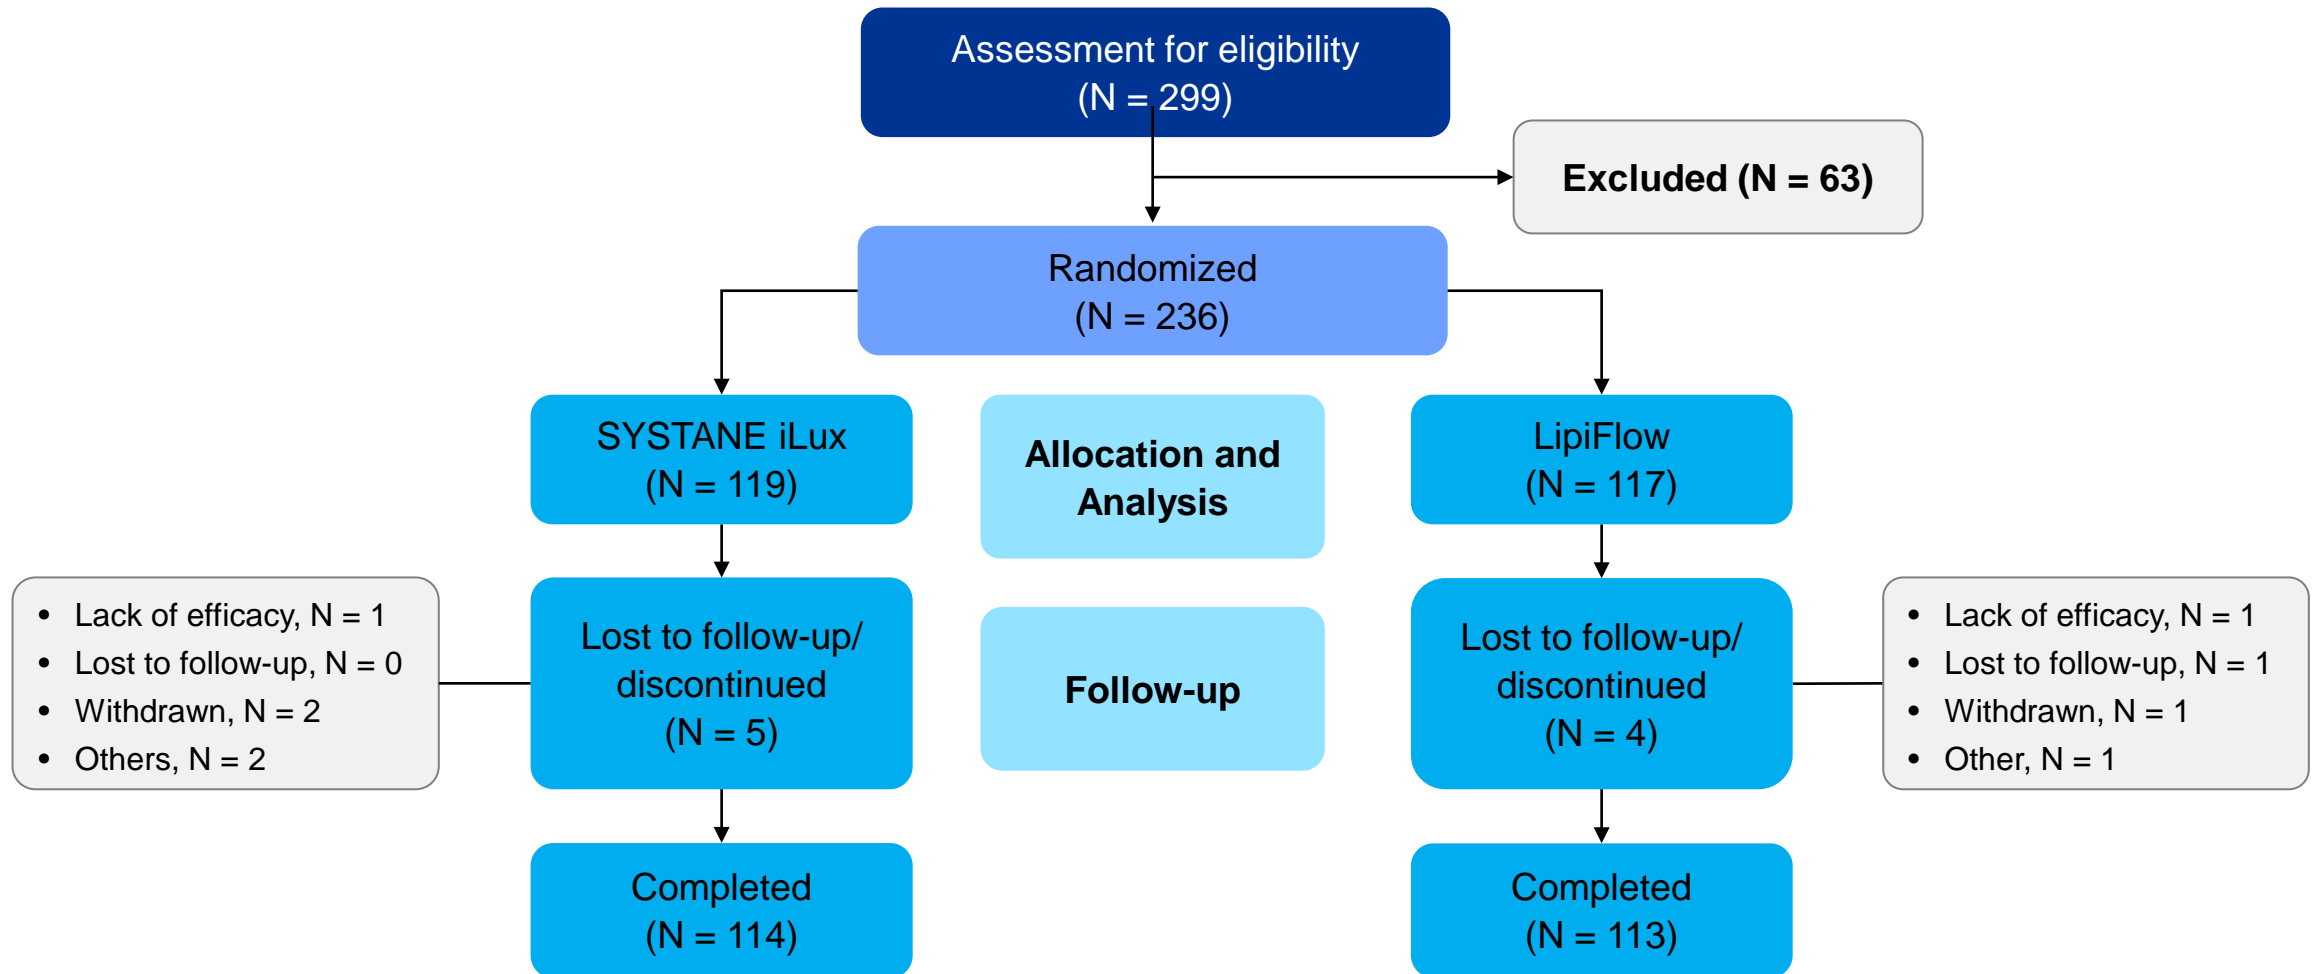 Assessment for eligibility
(N = 299)
Excluded (N = 63)
Randomized
(N = 236)
SYSTANE iLux
(N = 119)
Allocation and
Analysis
LipiFlow
(N = 117)
• Lack of efficacy, N = 1
• Lost to follow-up, N = 0
• Withdrawn, N = 2
• Others, N = 2
Lost to follow-up/
discontinued
(N = 5)
Follow-up
Lost to follow-up/
discontinued
(N = 4)
• Lack of efficacy, N = 1
• Lost to follow-up, N = 1
• Withdrawn, N = 1
• Other, N = 1
Completed
(N = 114)
Completed
(N = 113)